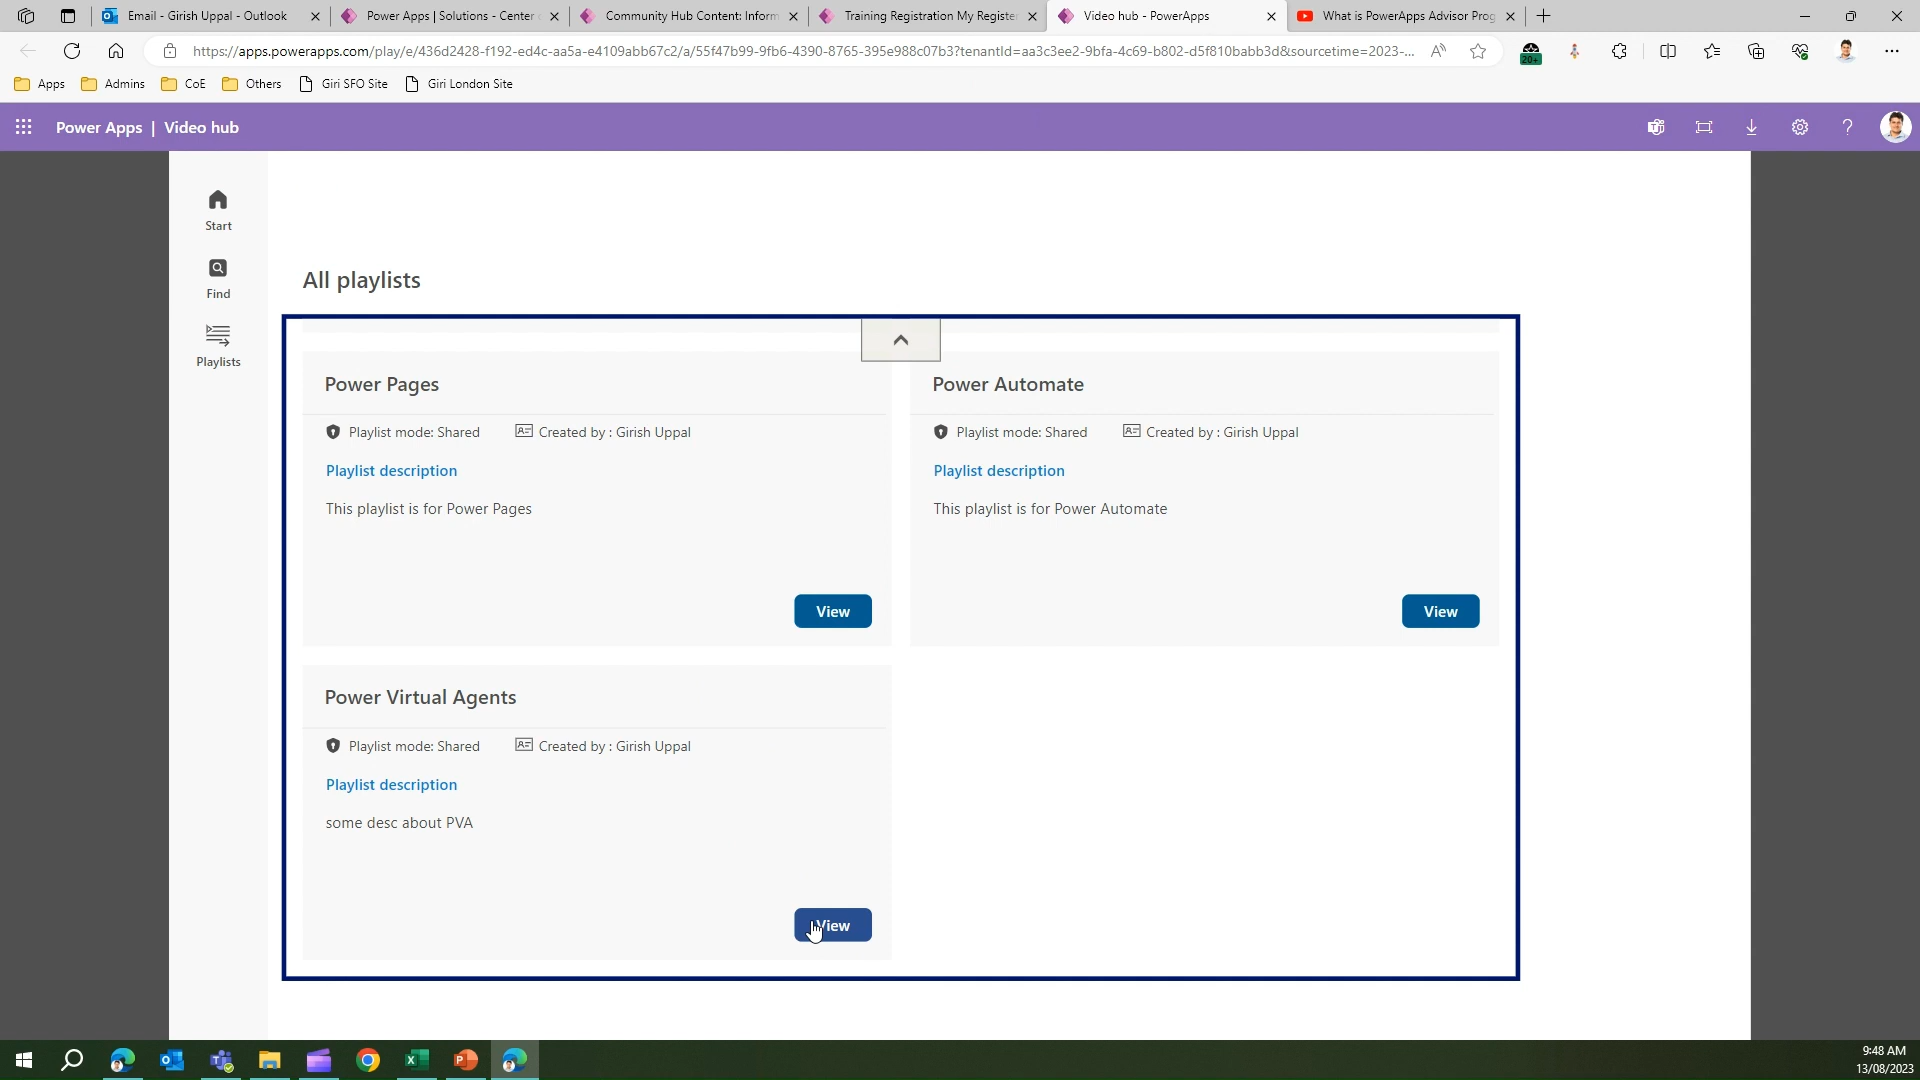 Email - Girish Uppal - Outlook
Power Apps | Solutions - Center
Community Hub Content: Inform
Training Registration My Register
Video hub - PowerApps
What is PowerApps Advisor Prog
https://apps.powerapps.com/play/e/436d2428-f192-ed4c-aa5a-e4109abb67c2/a/55f47b99-9fb6-4390-8765-395e988c07b3?tenantId=aa3c3ee2-9bfa-4c69-b802-d5f810babb3d&sourcetime=2023-...
20+
Apps
Admins
CoE
Others
Giri SFO Site
Giri London Site
Power Apps | Video hub
Start
Find
Playlists
All playlists
Power Pages
Playlist mode: Shared
Created by : Girish Uppal
Playlist description
This playlist is for Power Pages
View
Power Automate
Playlist mode: Shared
Created by : Girish Uppal
Playlist description
This playlist is for Power Automate
View
Power Virtual Agents
Playlist mode: Shared
Created by : Girish Uppal
Playlist description
some desc about PVA
View
9:48 AM
13/08/2023